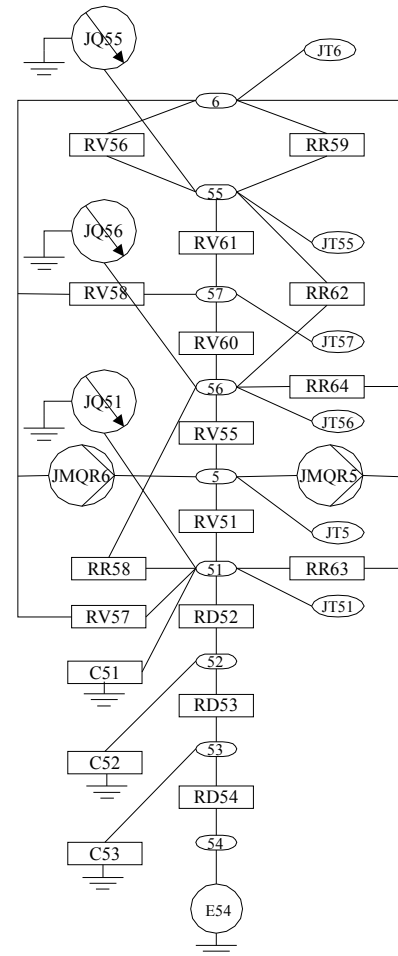 JQ55
JT6
6
RV56
RR59
55
JQ56
RV61
JT55
RV58
57
RR62
RV60
JT57
56
RR64
JQ51
JT56
RV55
JMQR6
5
JMQR5
RV51
JT5
RR58
51
RR63
RV57
RD52
JT51
52
C51
RD53
53
C52
RD54
54
C53
E54